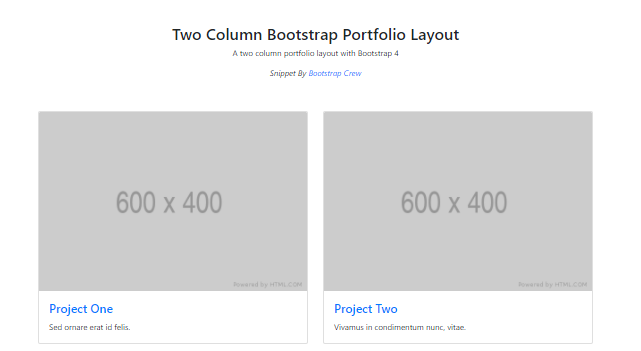 Two Column Bootstrap Portfolio Layout
A two column portfolio layout with Bootstrap 4
Snippet By Bootstrap Crew
600 x 400
Powered by HTML.COM
600 x 400
Powered by HTML.COM
Project One
Sed ornare erat id felis.
Project Two
Vivamus in condimentum nunc, vitae.